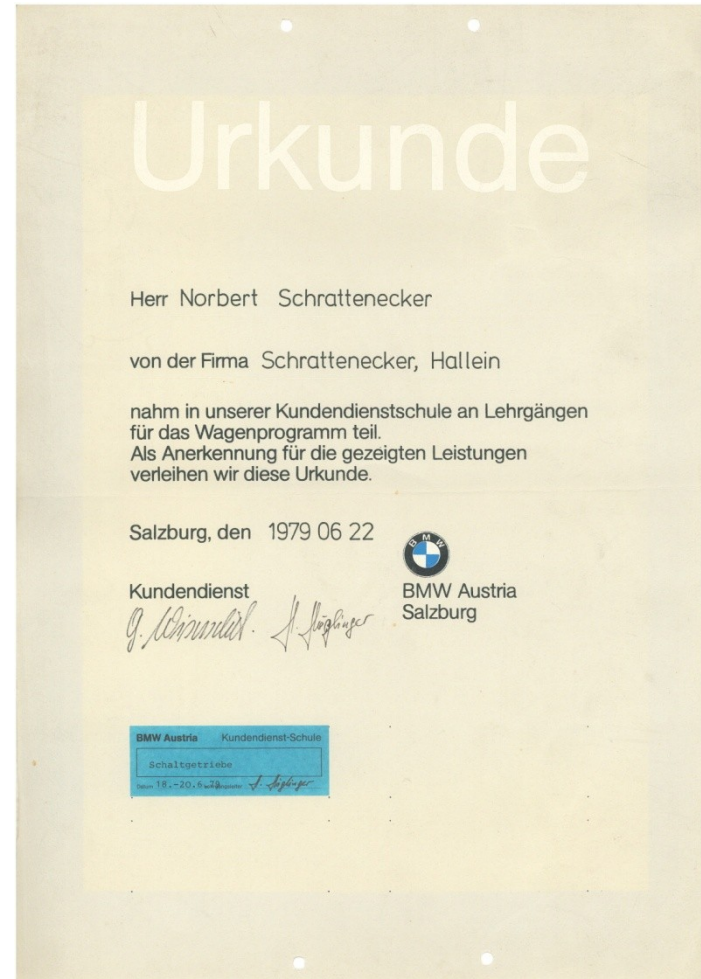 Urkunde
Herr Norbert Schrattenecker
von der Firma Schrattenecker, Hallein
nahm in unserer Kundendienstschule an Lehrgängen
für das Wagenprogramm teil.
Als Anerkennung für die gezeigten Leistungen
verleihen wir diese Urkunde.
Salzburg, den 1979 06 22
BMW
Kundendienst
BMW Austria
Salzburg
BMW Austria Kundendienst-Schule
Schaltgetriebe
Datum 18.-20.6.79